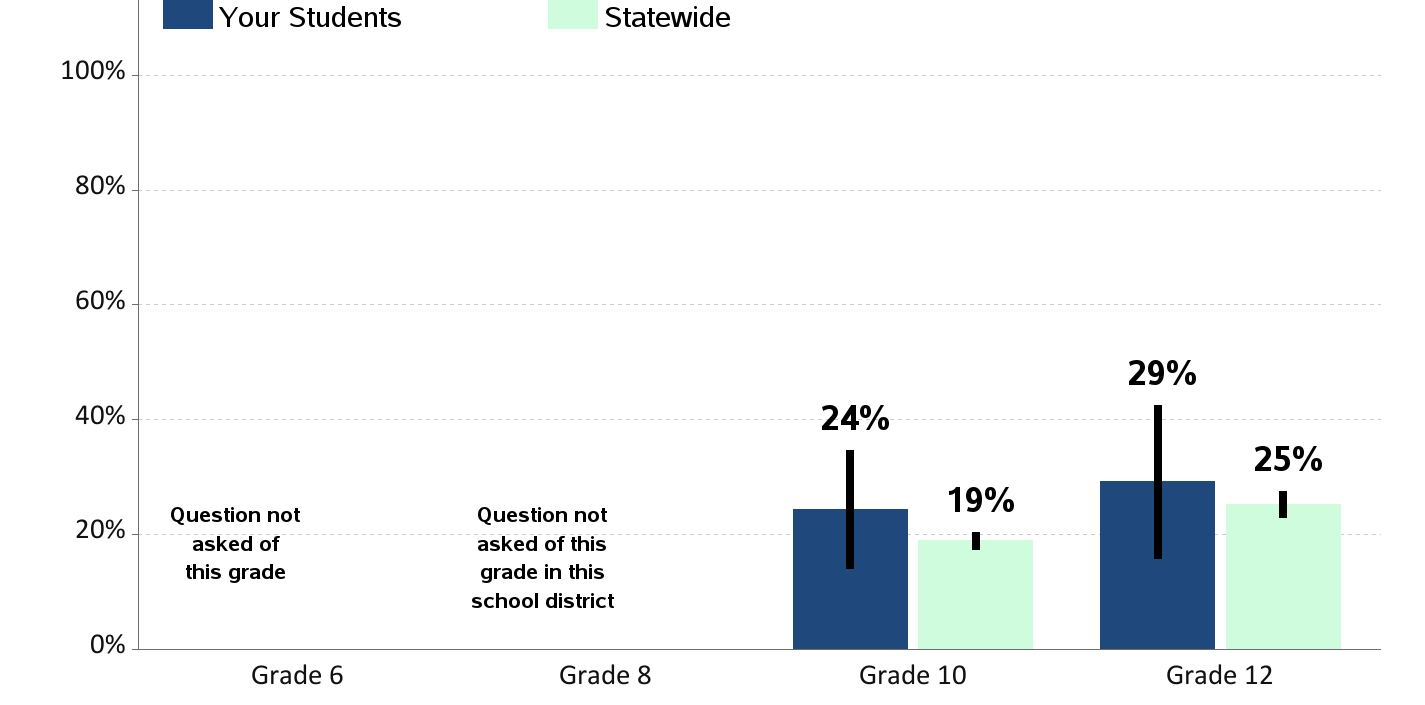 Your Students
Statewide
100%
80%
60%
40%
20%
0%
Question not
asked of
this grade
Question not
asked of this
grade in this
school district
24%
19%
29%
25%
Grade 6
Grade 8
Grade 10
Grade 12